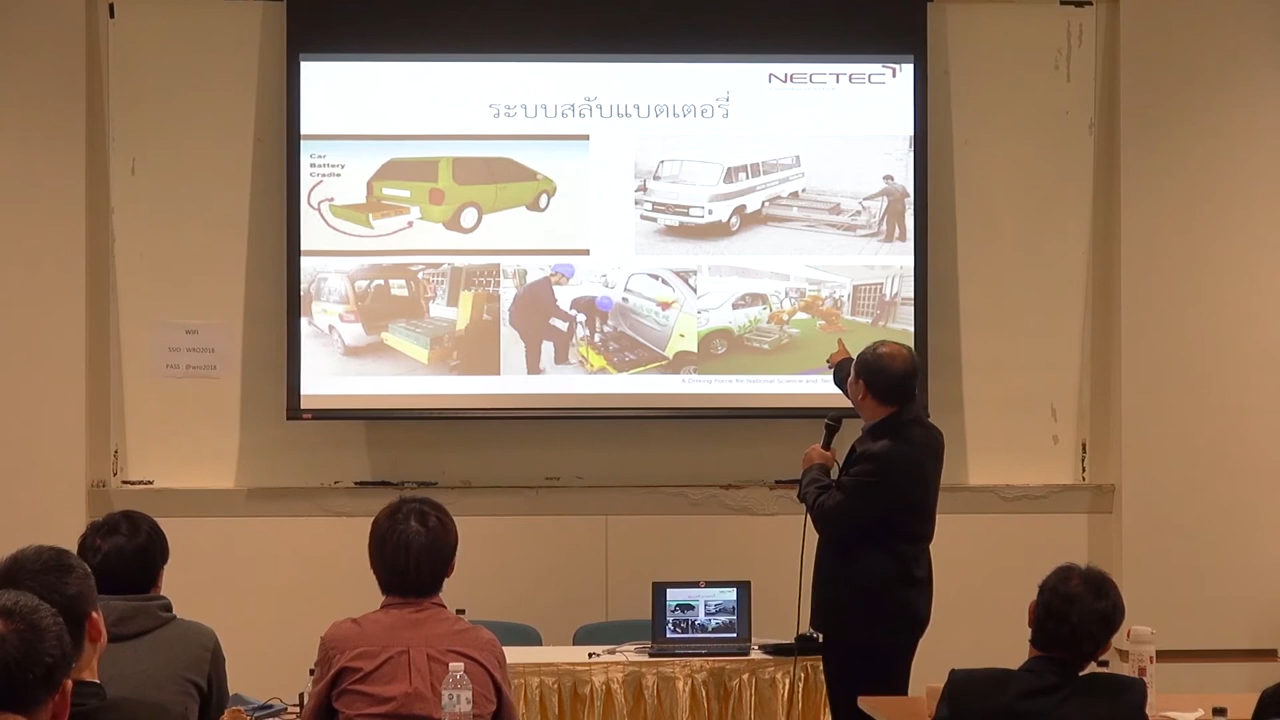 NECTEC
ระบบสลับแบตเตอรี่
Car
Battery
Cradle
WIFI
SSID : WRO2018
PASS : @wro2018
A Driving Force for National Science and